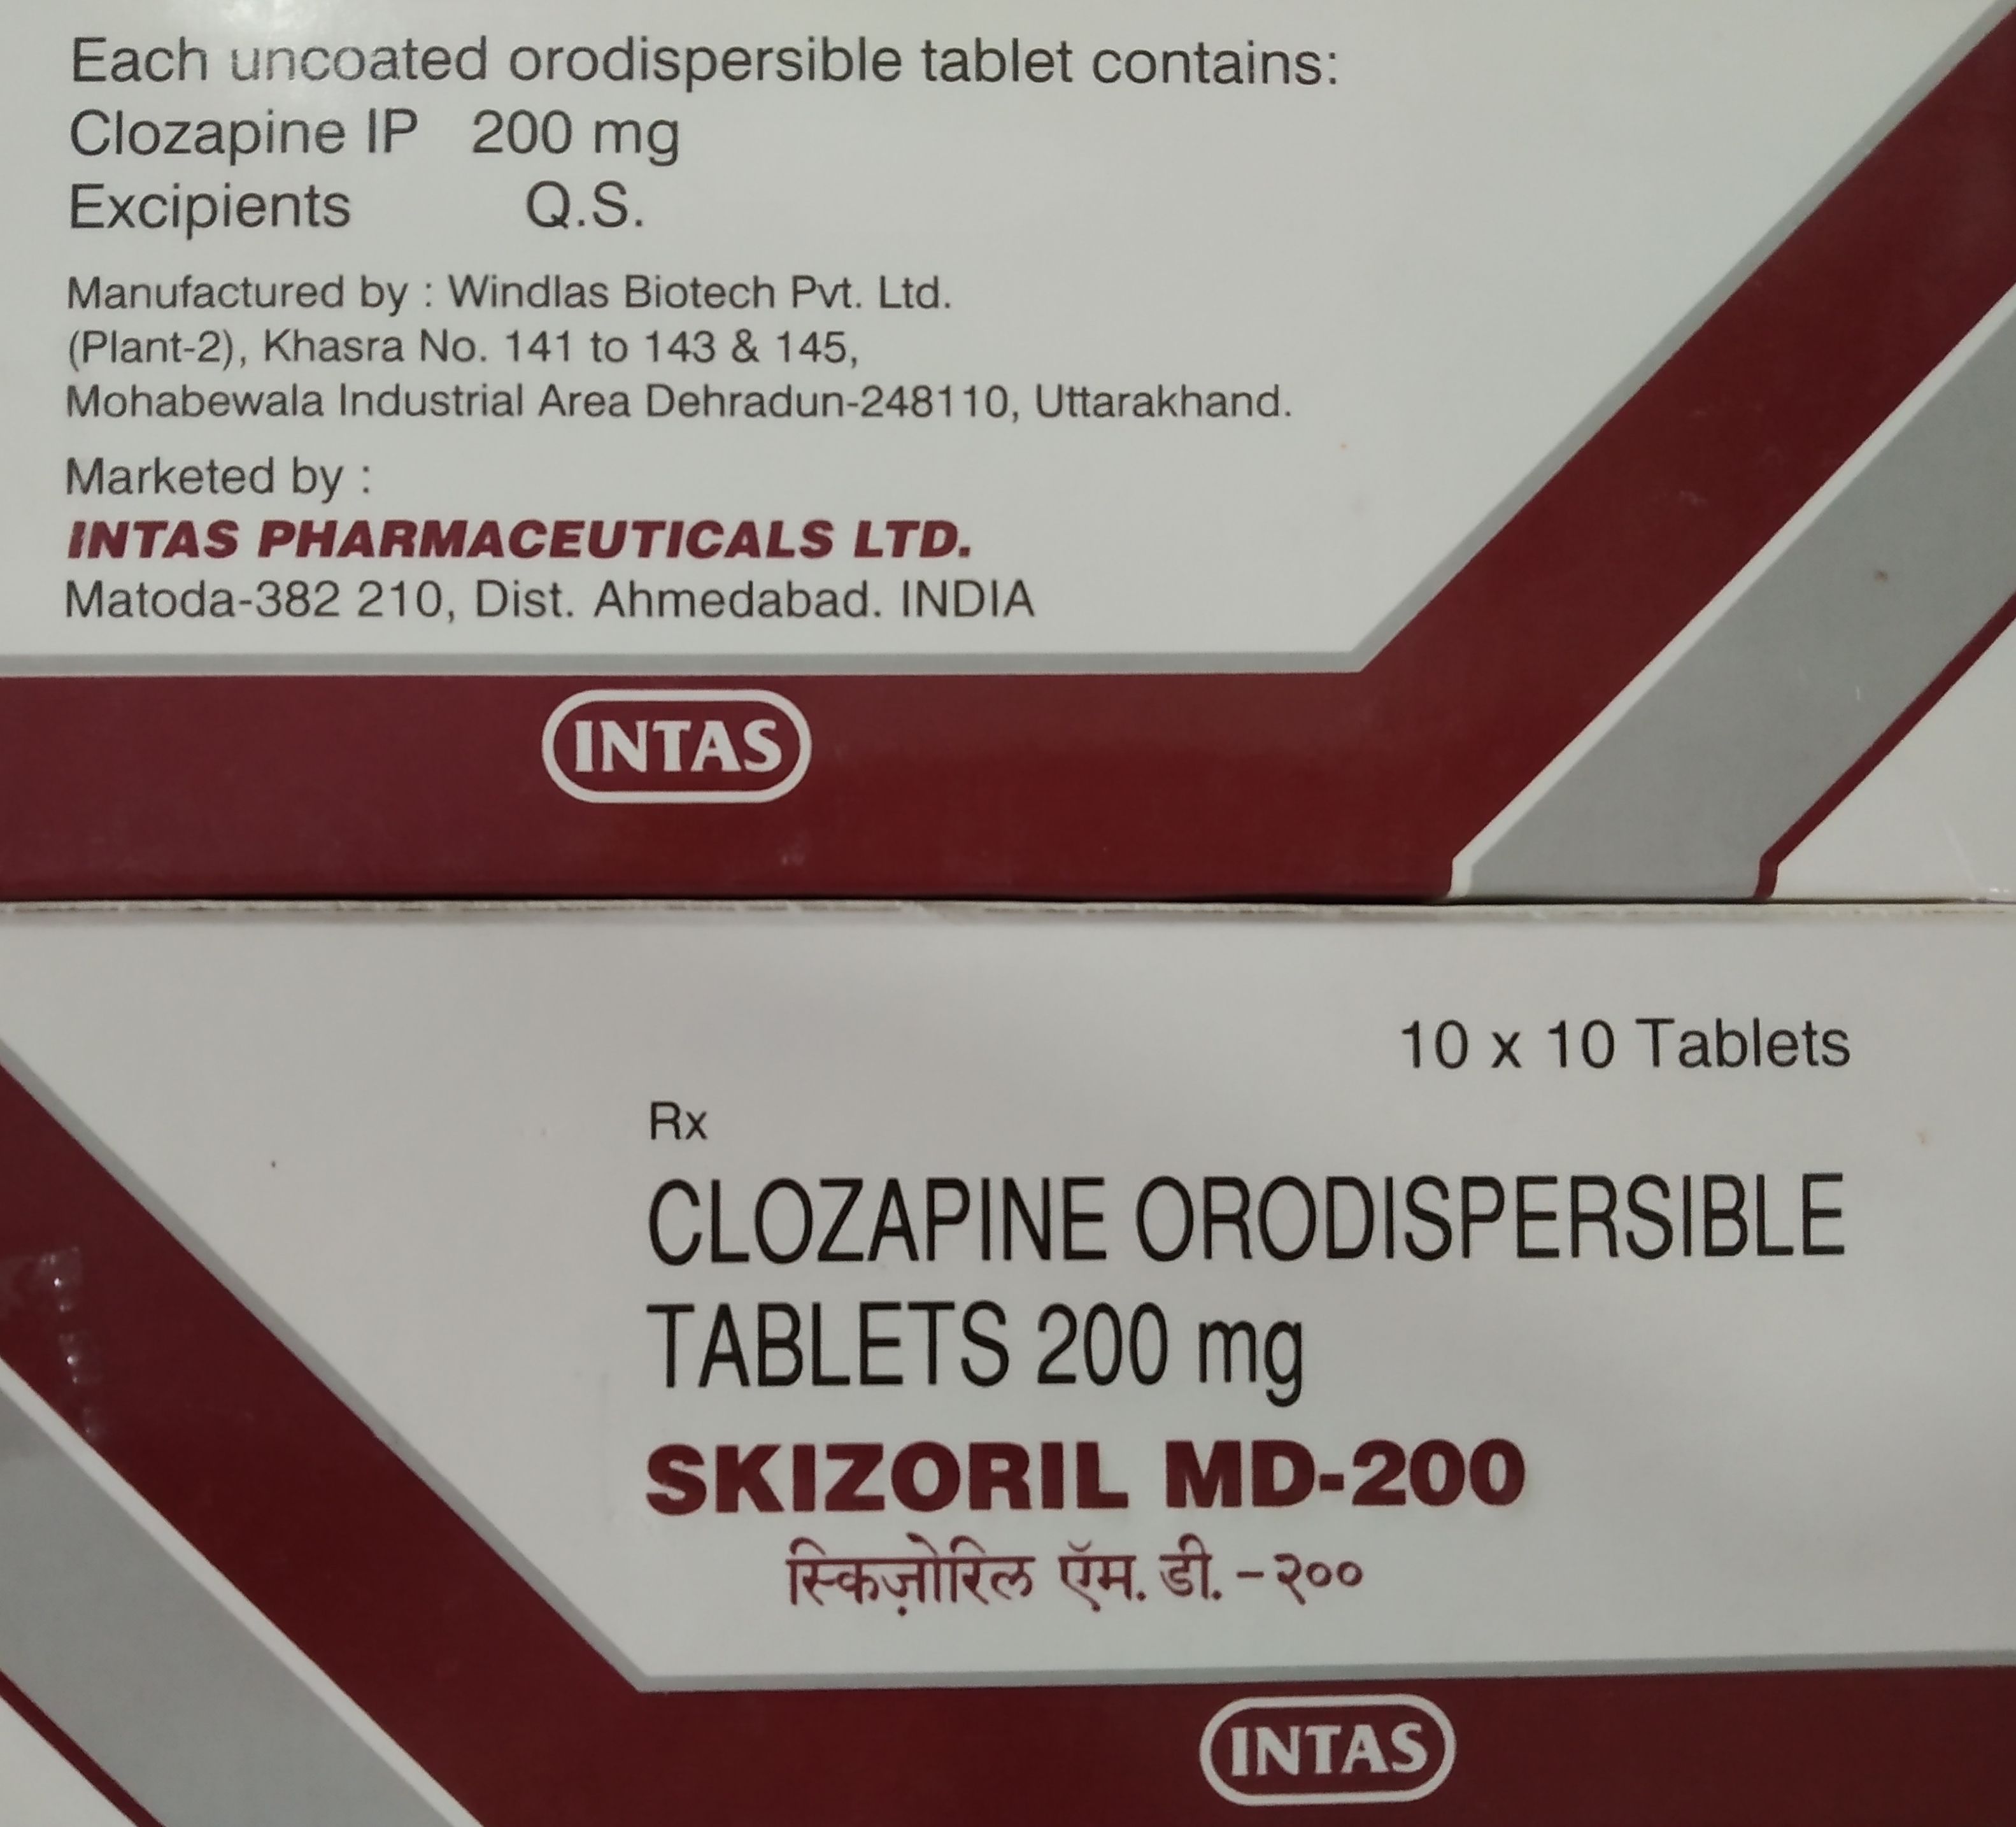 Each uncoated orodispersible tablet contains:
Clozapine IP 200 mg
Excipients Q.S.
Manufactured by : Windlas Biotech Pvt. Ltd.
(Plant-2), Khasra No. 141 to 143 & 145,
Mohabewala Industrial Area Dehradun-248110, Uttarakhand.
Marketed by :
INTAS PHARMACEUTICALS LTD.
Matoda-382 210, Dist. Ahmedabad. INDIA
INTAS
10 x 10 Tablets
Rx
CLOZAPINE ORODISPERSIBLE
TABLETS 200 mg
SKIZORIL MD-200
स्किज़ोरिल ऍम. डी. – २००
INTAS